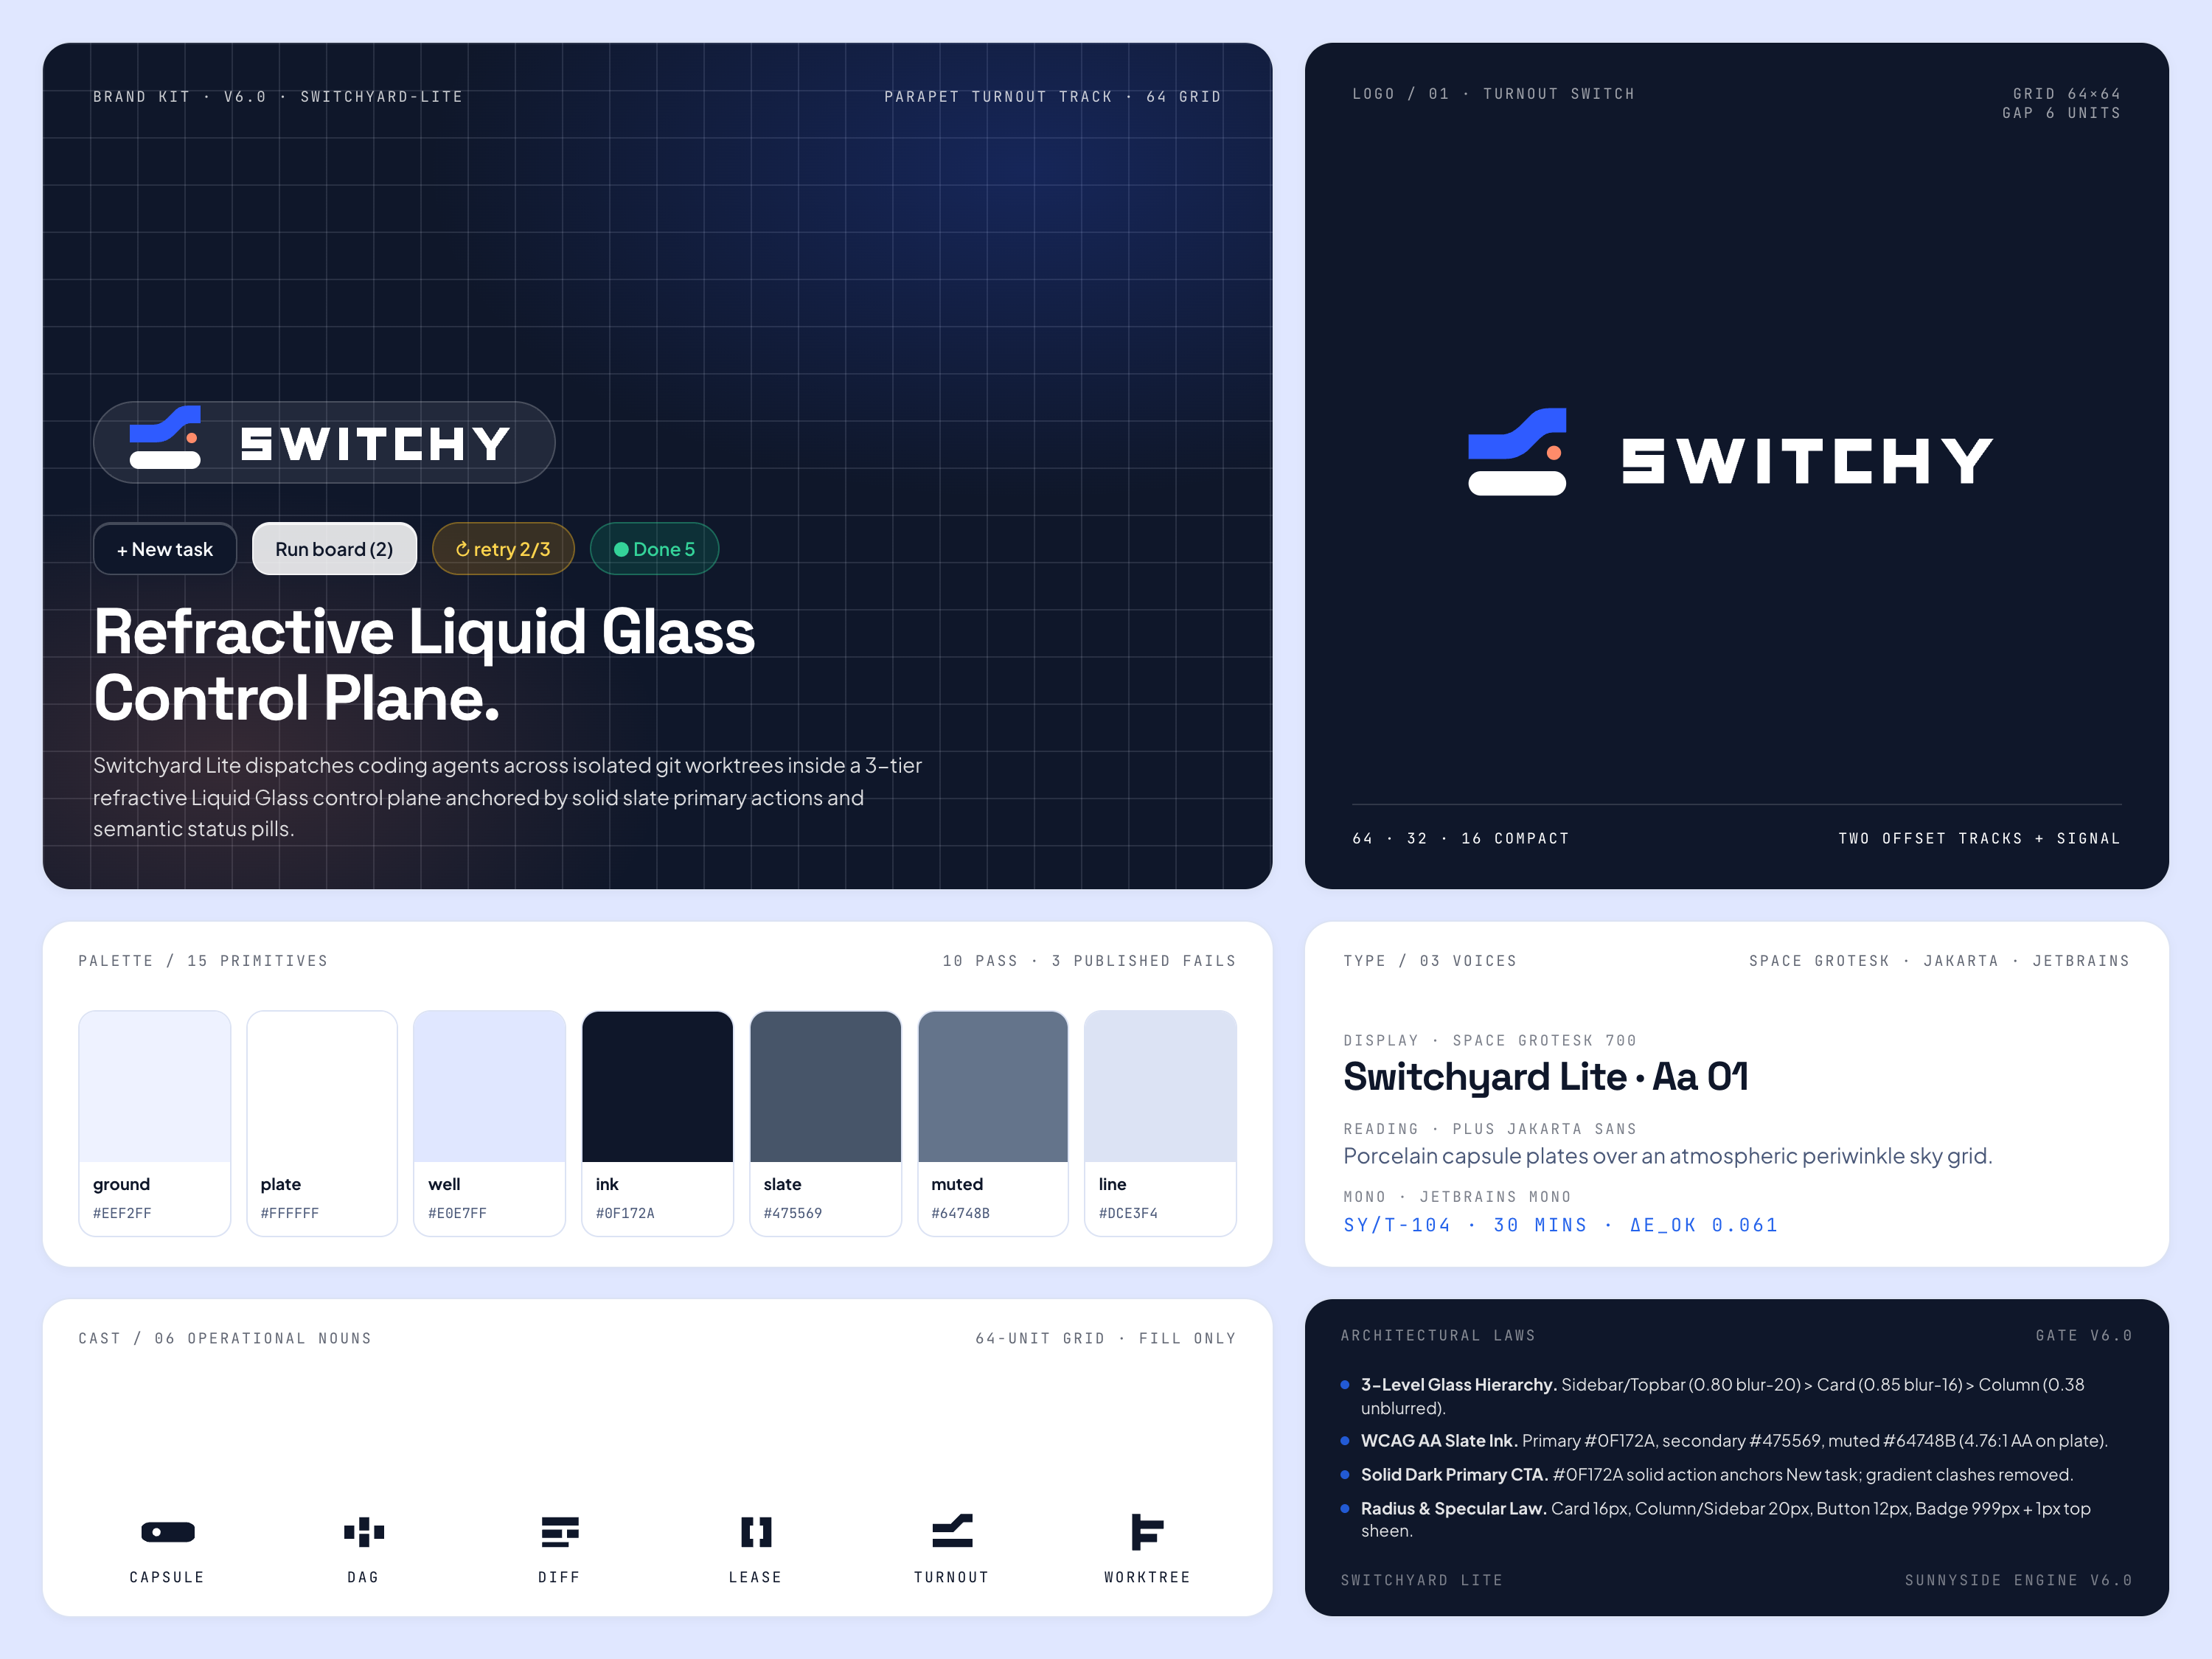 BRAND KIT · V6.0 · SWITCHYARD-LITE
PARAPET TURNOUT TRACK · 64 GRID
SWITCHY
+ New task
Run board (2)
↻ retry 2/3
● Done 5
Refractive Liquid Glass
Control Plane.
Switchyard Lite dispatches coding agents across isolated git worktrees inside a 3-tier
refractive Liquid Glass control plane anchored by solid slate primary actions and
semantic status pills.
LOGO / 01 · TURNOUT SWITCH
GRID 64×64
GAP 6 UNITS
SWITCHY
64 · 32 · 16 COMPACT
TWO OFFSET TRACKS + SIGNAL
PALETTE / 15 PRIMITIVES
10 PASS · 3 PUBLISHED FAILS
ground
#EEF2FF
plate
#FFFFFF
well
#E0E7FF
ink
#0F172A
slate
#475569
muted
#64748B
line
#DCE3F4
TYPE / 03 VOICES
SPACE GROTESK · JAKARTA · JETBRAINS
DISPLAY · SPACE GROTESK 700
Switchyard Lite · Aa 01
READING · PLUS JAKARTA SANS
Porcelain capsule plates over an atmospheric periwinkle sky grid.
MONO · JETBRAINS MONO
SY/T-104 · 30 MINS · ΔE_OK 0.061
CAST / 06 OPERATIONAL NOUNS
64-UNIT GRID · FILL ONLY
CAPSULE
DAG
DIFF
LEASE
TURNOUT
WORKTREE
ARCHITECTURAL LAWS
GATE V6.0
3-Level Glass Hierarchy. Sidebar/Topbar (0.80 blur-20) > Card (0.85 blur-16) > Column (0.38
unblurred).
WCAG AA Slate Ink. Primary #0F172A, secondary #475569, muted #64748B (4.76:1 AA on plate).
Solid Dark Primary CTA. #0F172A solid action anchors New task; gradient clashes removed.
Radius & Specular Law. Card 16px, Column/Sidebar 20px, Button 12px, Badge 999px + 1px top
sheen.
SWITCHYARD LITE
SUNNYSIDE ENGINE V6.0